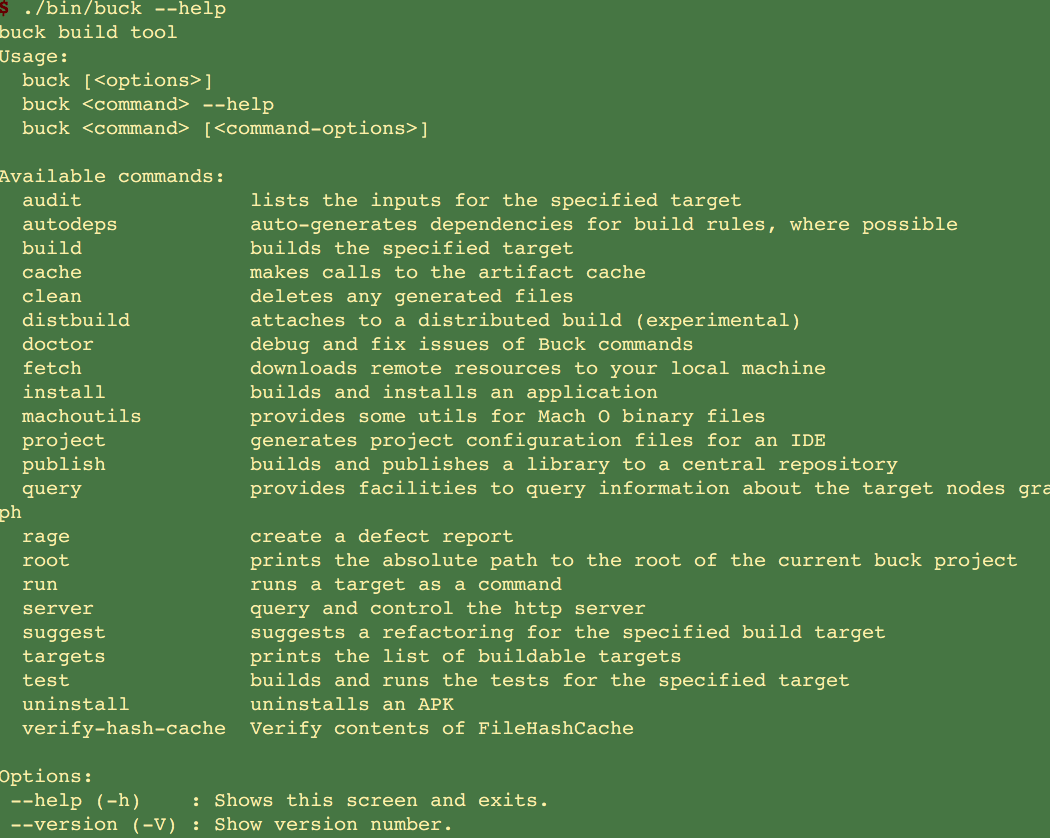 $ ./bin/buck --help
buck build tool
Usage:
  buck [<options>]
  buck <command> --help
  buck <command> [<command-options>]

Available commands:
  audit              lists the inputs for the specified target
  autodeps           auto-generates dependencies for build rules, where possible
  build              builds the specified target
  cache              makes calls to the artifact cache
  clean              deletes any generated files
  distbuild          attaches to a distributed build (experimental)
  doctor             debug and fix issues of Buck commands
  fetch              downloads remote resources to your local machine
  install            builds and installs an application
  machoutils         provides some utils for Mach O binary files
  project            generates project configuration files for an IDE
  publish            builds and publishes a library to a central repository
  query              provides facilities to query information about the target nodes gra
ph
  rage               create a defect report
  root               prints the absolute path to the root of the current buck project
  run                runs a target as a command
  server             query and control the http server
  suggest            suggests a refactoring for the specified build target
  targets            prints the list of buildable targets
  test               builds and runs the tests for the specified target
  uninstall          uninstalls an APK
  verify-hash-cache  Verify contents of FileHashCache

Options:
 --help (-h)    : Shows this screen and exits.
 --version (-V) : Show version number.